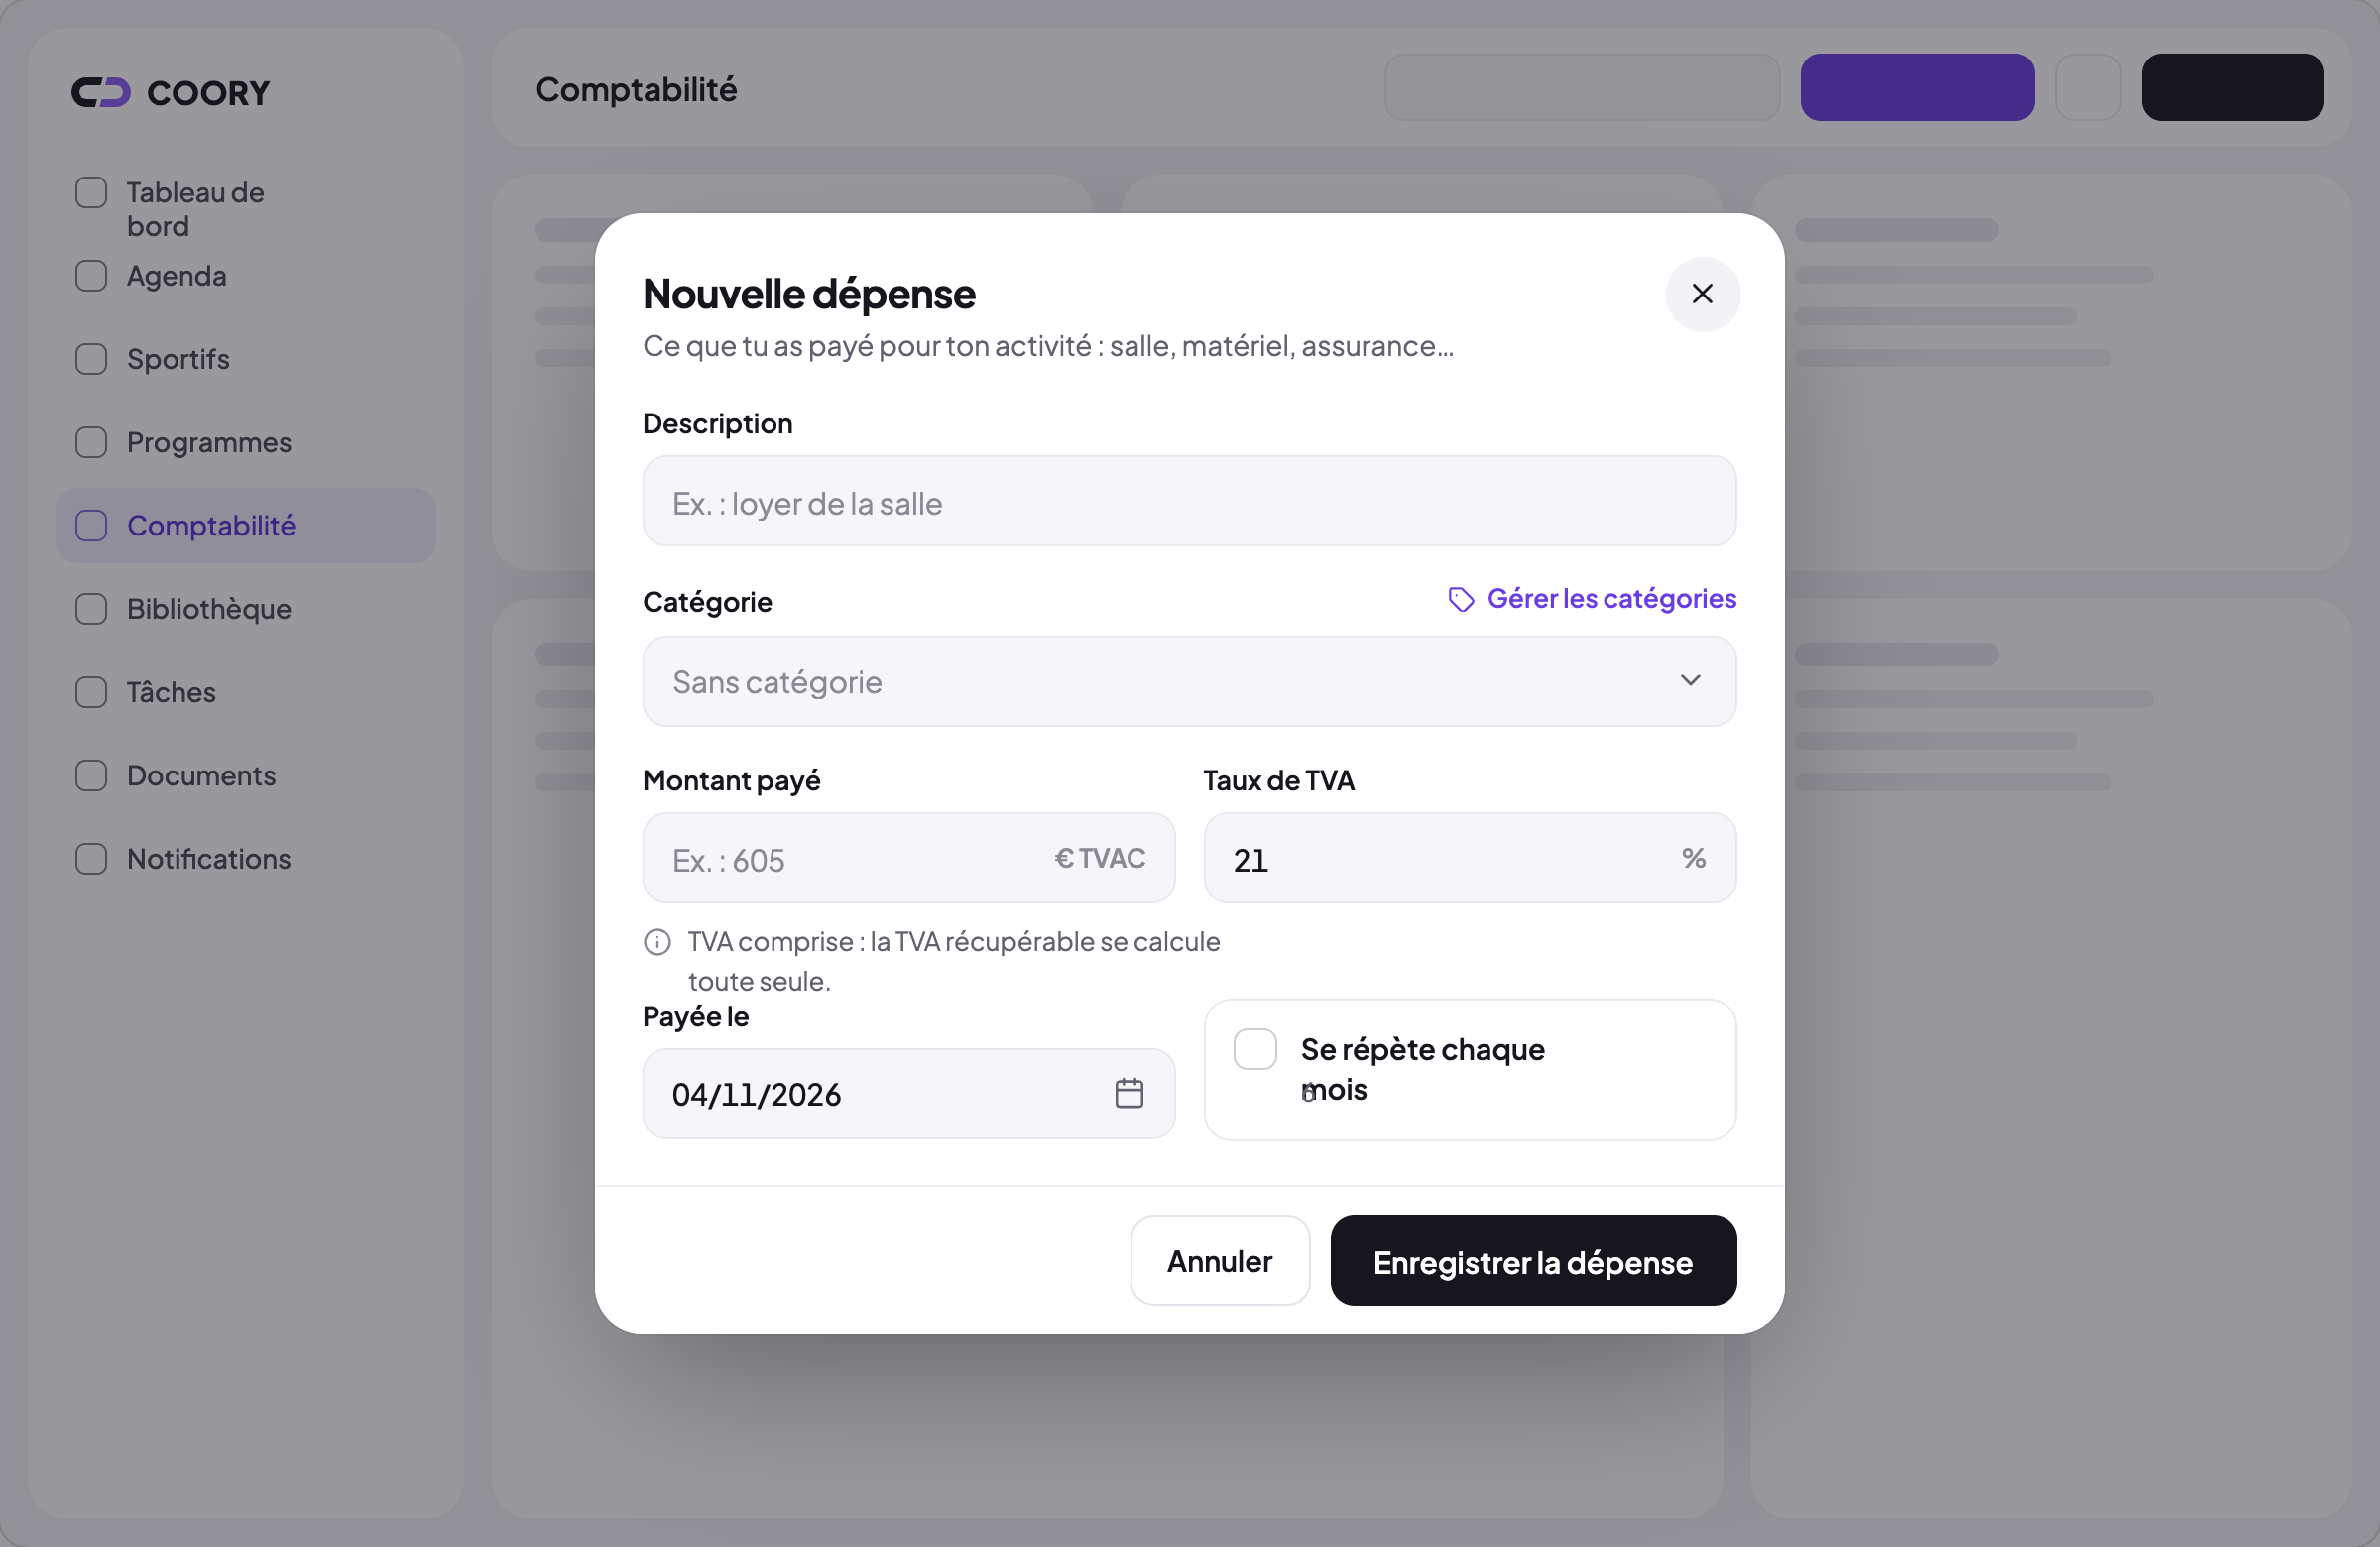 COORY
Tableau de
bord
Agenda
Sportifs
Programmes
Comptabilité
Bibliothèque
Tâches
Documents
Notifications
Comptabilité
Nouvelle dépense
Ce que tu as payé pour ton activité : salle, matériel, assurance...
Description
Ex. : loyer de la salle
Catégorie
Gérer les catégories
Sans catégorie
Montant payé
Taux de TVA
Ex. : 605 € TVAC
21 %
TVA comprise : la TVA récupérable se calcule
toute seule.
Payée le
04/11/2026
Se répète chaque
mois
6
Annuler
Enregistrer la dépense